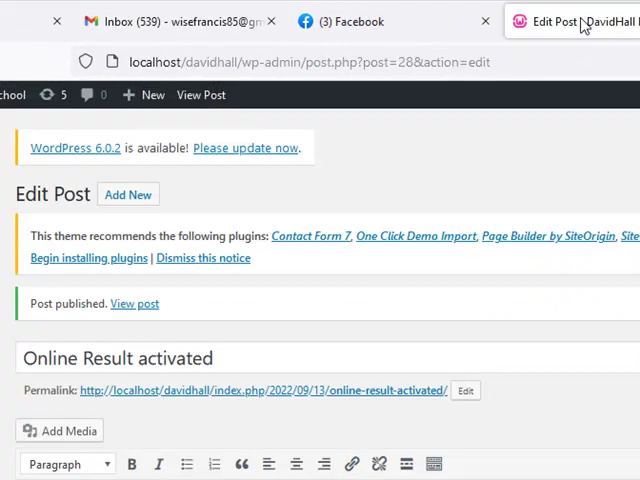 Inbox (539) - wisefrancis85@gm
(3) Facebook
Edit Post DavidHall
localhost/davidhall/wp-admin/post.php?post=28&action=edit
chool 5 0 New View Post
WordPress 6.0.2 is available! Please update now.
Edit Post Add New
This theme recommends the following plugins: Contact Form 7, One Click Demo Import, Page Builder by SiteOrigin, Site
Begin installing plugins | Dismiss this notice
Post published. View post
Online Result activated
Permalink: http://localhost/davidhall/index.php/2022/09/13/online-result-activated/ Edit
Add Media
Paragraph B I